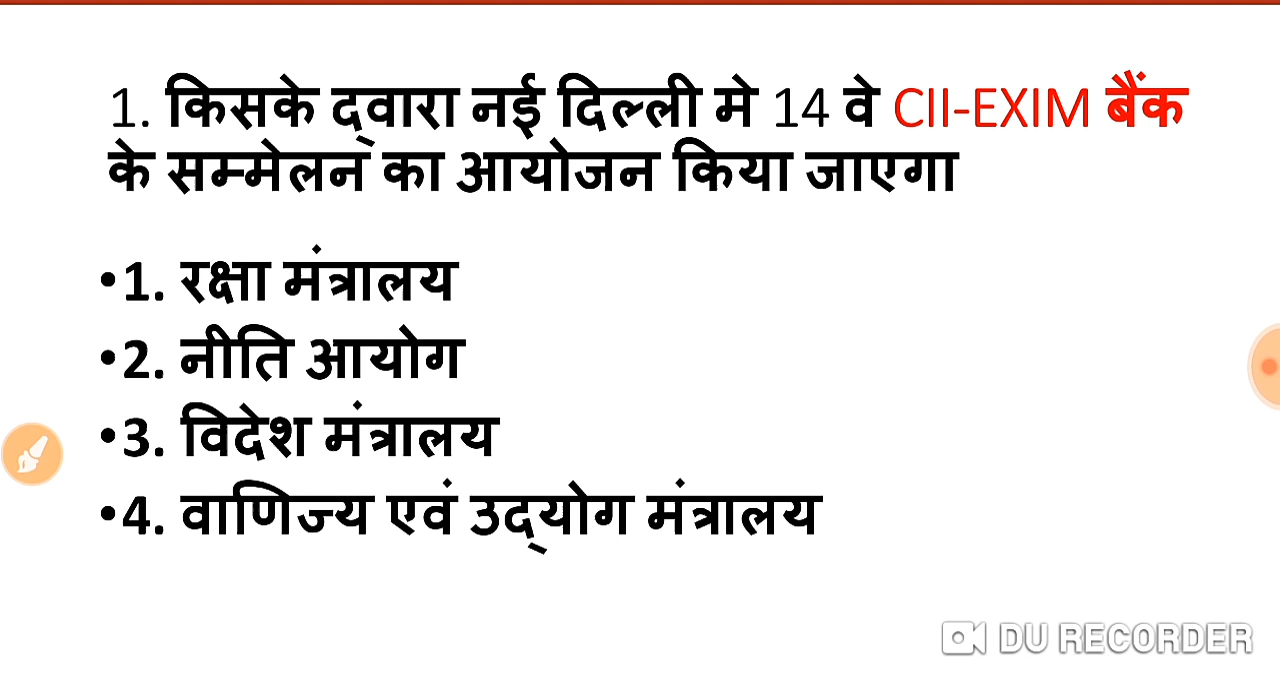 1. किसके द्वारा नई दिल्ली मे 14 वे CII-EXIM बैंक
के सम्मेलन का आयोजन किया जाएगा
•1. रक्षा मंत्रालय
•2. नीति आयोग
•3. विदेश मंत्रालय
•4. वाणिज्य एवं उद्योग मंत्रालय
DU RECORDER